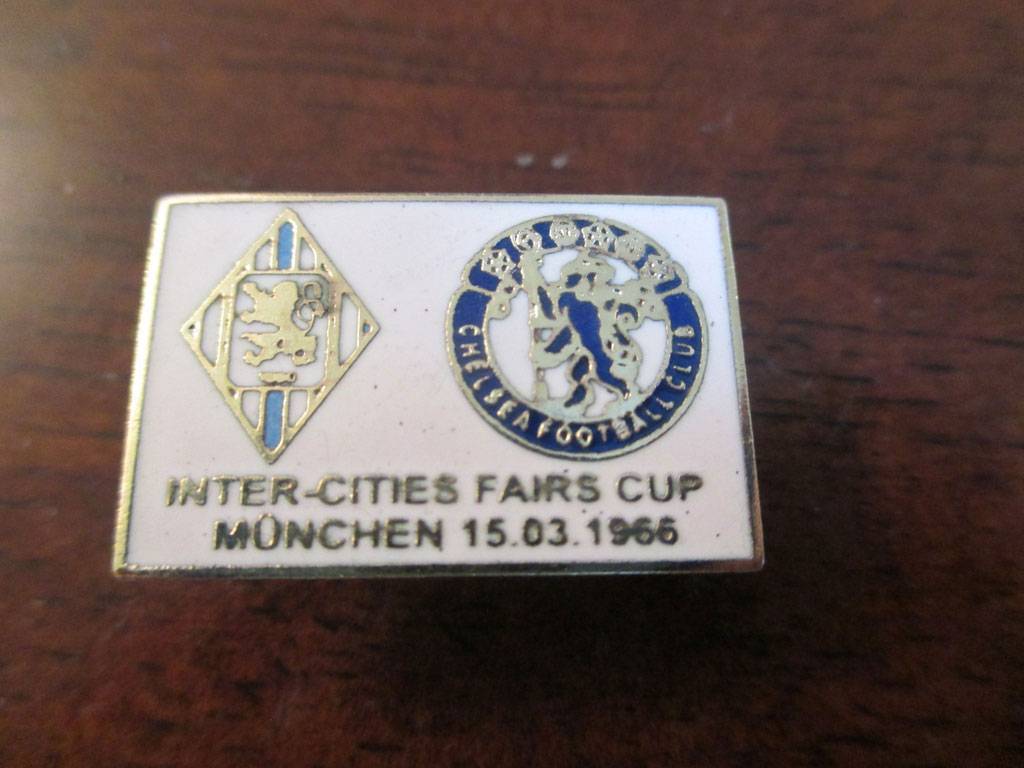 CHELSEA FOOTBALL CLUB
INTER-CITIES FAIRS CUP
MÜNCHEN 15.03.1966